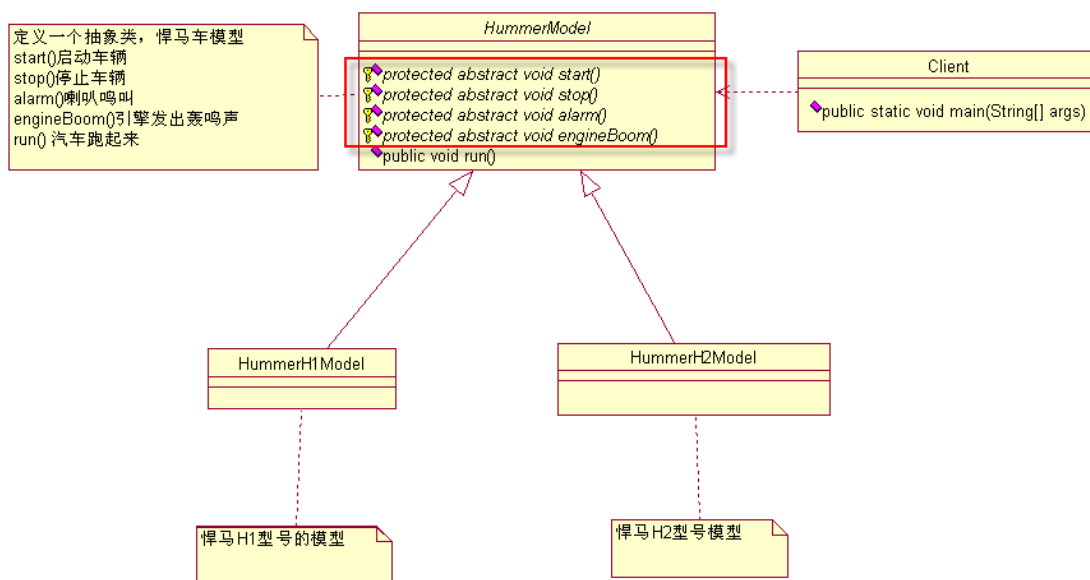 定义一个抽象类，悍马车模型
start()启动车辆
stop()停止车辆
alarm()喇叭鸣叫
engineBoom()引擎发出轰鸣声
run() 汽车跑起来
HummerModel
protected abstract void start()
protected abstract void stop()
protected abstract void alarm()
protected abstract void engineBoom()
public void run()
Client
public static void main(String[] args)
HummerH1Model
HummerH2Model
悍马H1型号的模型
悍马H2型号模型